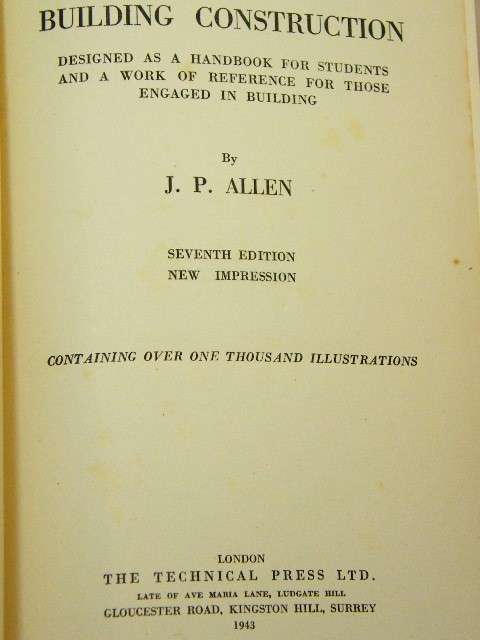 BUILDING CONSTRUCTION
DESIGNED AS A HANDBOOK FOR STUDENTS
AND A WORK OF REFERENCE FOR THOSE
ENGAGED IN BUILDING
By
J. P. ALLEN
SEVENTH EDITION
NEW IMPRESSION
CONTAINING OVER ONE THOUSAND ILLUSTRATIONS
LONDON
THE TECHNICAL PRESS LTD.
LATE OF AVE MARIA LANE, LUDGATE HILL
GLOUCESTER ROAD, KINGSTON HILL, SURREY
1943